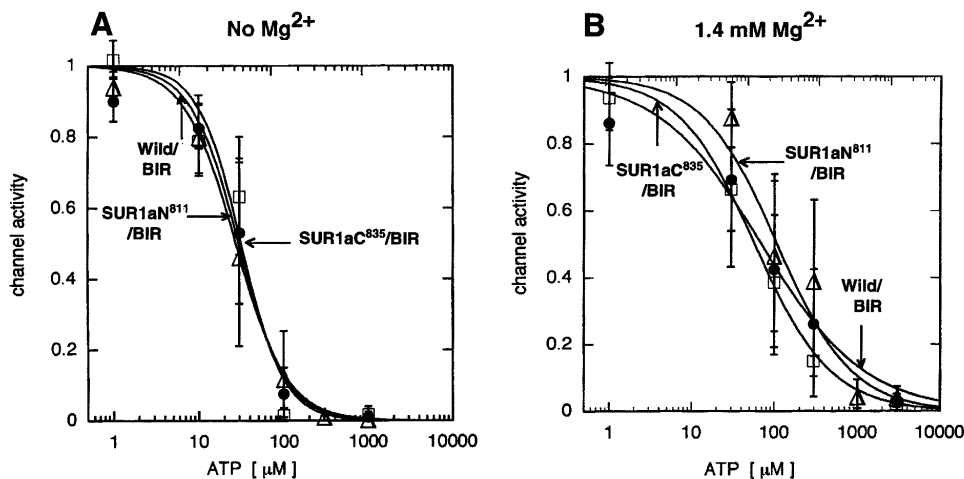 A
No Mg2+
1
0.8
0.6
0.4
0.2
0
channel activity
Wild/
BIR
SUR1aN811
/BIR
SUR1aC835/BIR
1
10
100
1000
10000
ATP [ μM ]
B
1.4 mM Mg2+
1
0.8
0.6
0.4
0.2
0
channel activity
SUR1aC835
/BIR
SUR1aN811
/BIR
Wild/
BIR
1
10
100
1000
10000
ATP [ μM ]